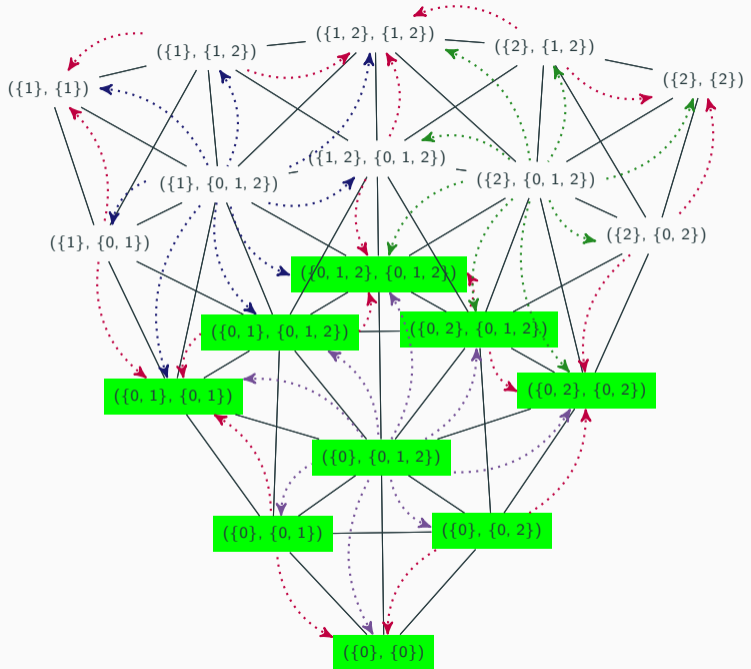 ({1, 2}, {1, 2})
({1}, {1, 2})
({2}, {1, 2})
({2}, {2})
({1}, {1})
({1, 2}, {0, 1, 2})
({1}, {0, 1, 2})
({2}, {0, 1, 2})
({1}, {0, 1})
({2}, {0, 2})
({0, 1, 2}, {0, 1, 2})
({0, 1}, {0, 1, 2})
({0, 2}, {0, 1, 2})
({0, 1}, {0, 1})
({0, 2}, {0, 2})
({0}, {0, 1, 2})
({0}, {0, 1})
({0}, {0, 2})
({0}, {0})